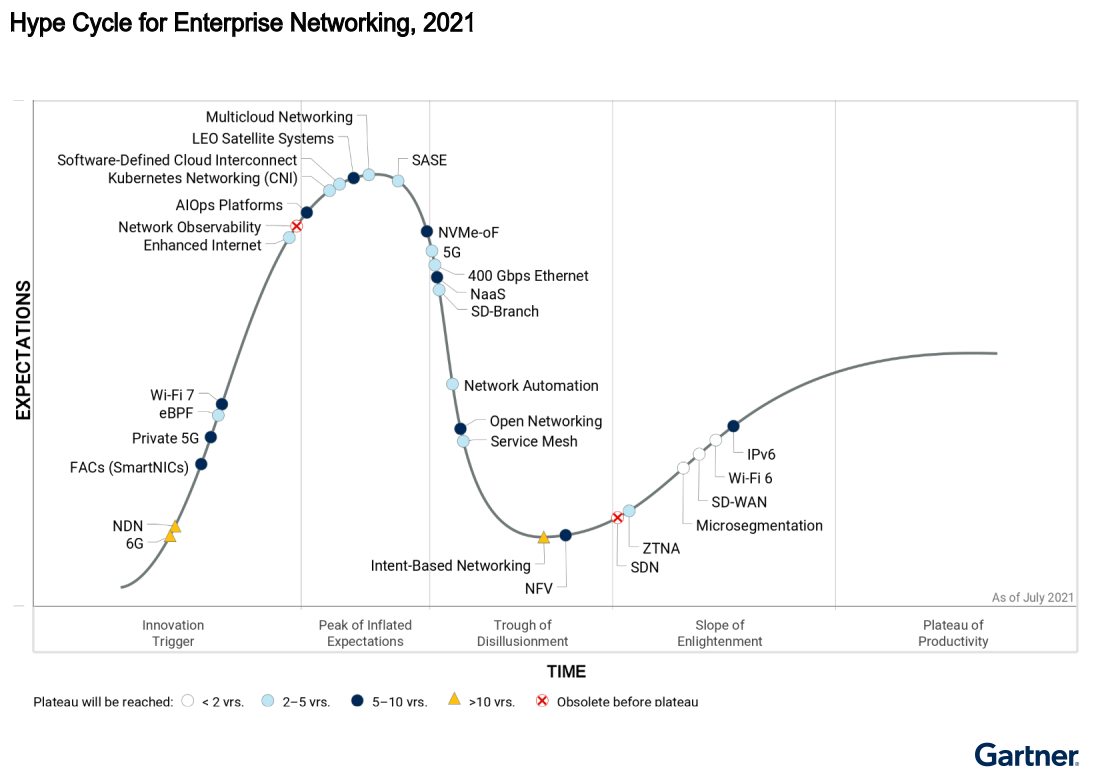 Hype Cycle for Enterprise Networking, 2021
Multicloud Networking
LEO Satellite Systems
Software-Defined Cloud Interconnect
SASE
Kubernetes Networking (CNI)
AIOps Platforms
Network Observability
Enhanced Internet
NVMe-oF
5G
400 Gbps Ethernet
NaaS
SD-Branch
EXPECTATIONS
Network Automation
Wi-Fi 7
eBPF
Open Networking
Private 5G
Service Mesh
FACs (SmartNICs)
IPv6
Wi-Fi 6
SD-WAN
Microsegmentation
NDN
6G
ZTNA
Intent-Based Networking
SDN
NFV
As of July 2021
Innovation
Trigger
Peak of Inflated
Expectations
Trough of
Disillusionment
Slope of
Enlightenment
Plateau of
Productivity
TIME
Plateau will be reached: < 2 yrs. 2–5 yrs. 5–10 yrs. >10 yrs. Obsolete before plateau
Gartner